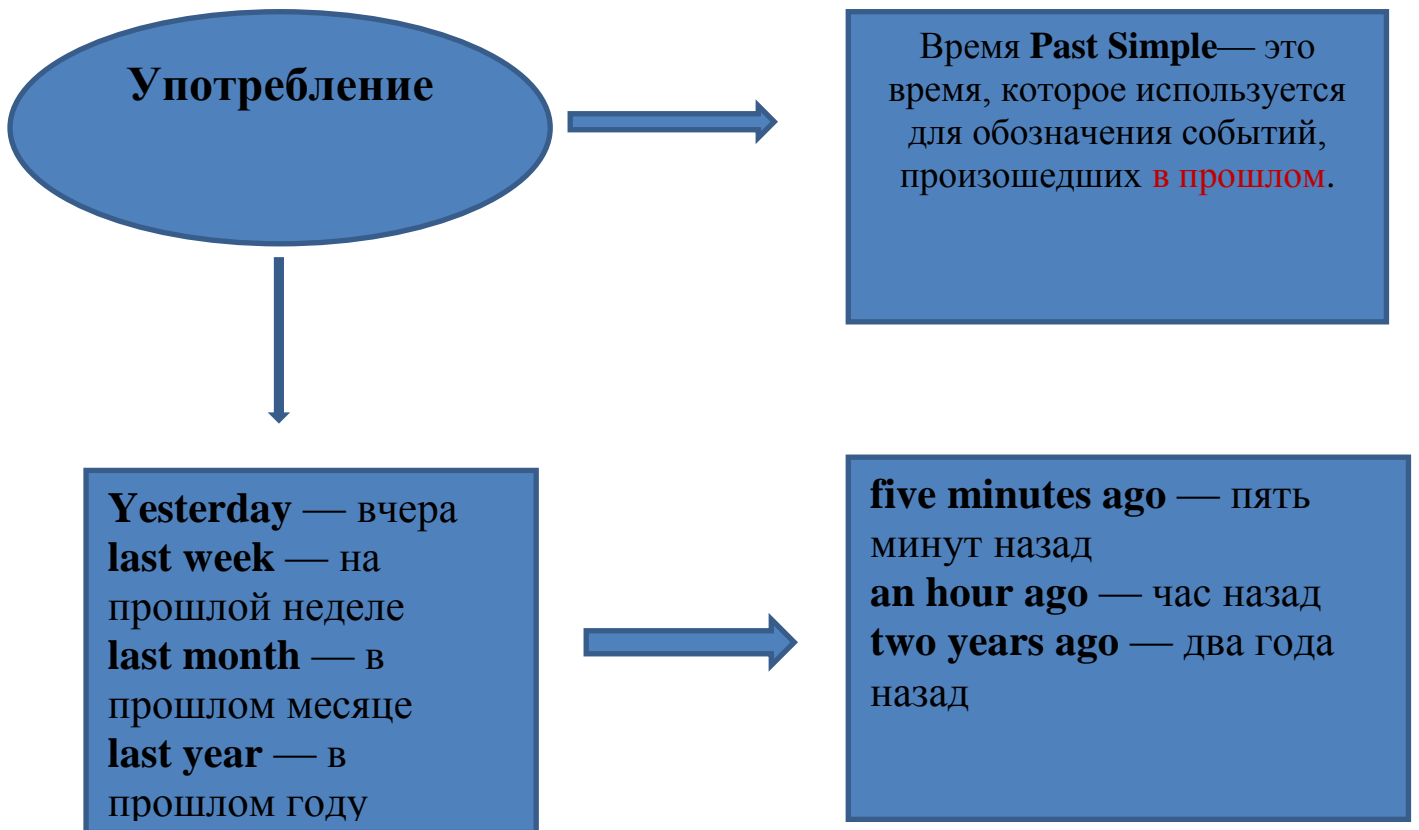 Употребление
Время Past Simple— это
время, которое используется
для обозначения событий,
произошедших в прошлом.
Yesterday — вчера
last week — на
прошлой неделе
last month — в
прошлом месяце
last year — в
прошлом году
five minutes ago — пять
минут назад
an hour ago — час назад
two years ago — два года
назад